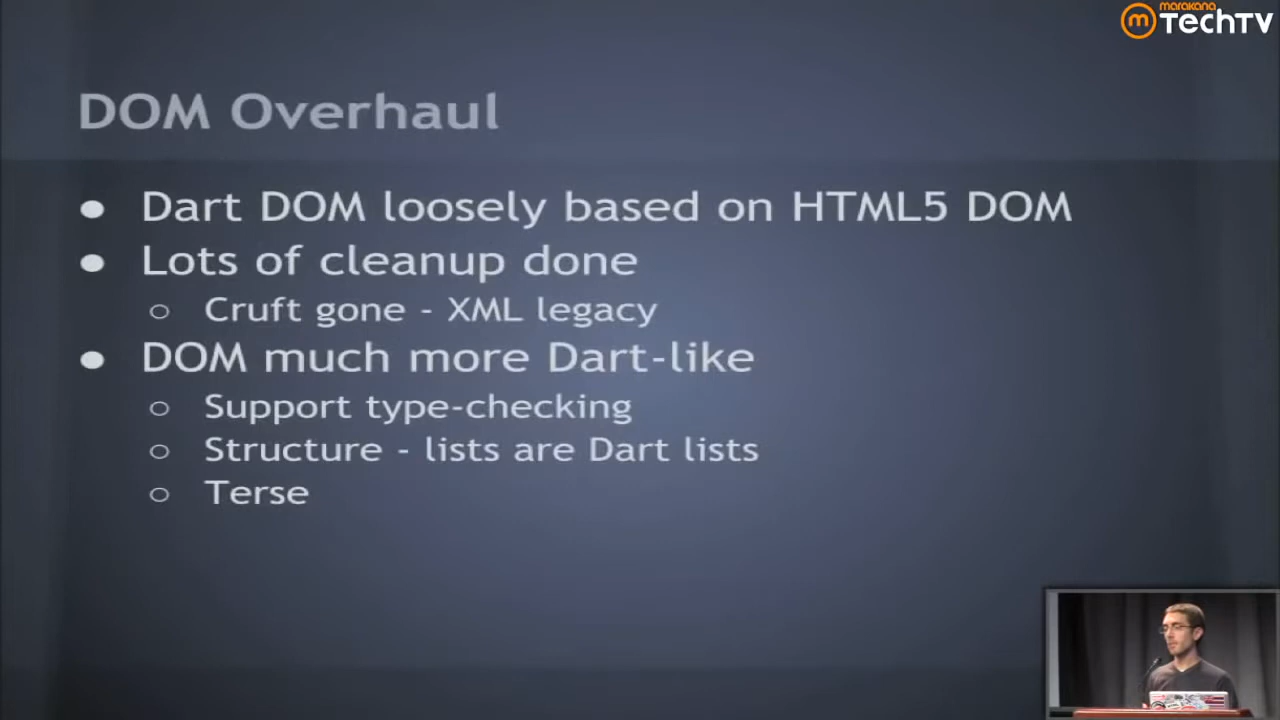 marakana
TechTV
DOM Overhaul
● Dart DOM loosely based on HTML5 DOM
● Lots of cleanup done
○ Cruft gone - XML legacy
● DOM much more Dart-like
○ Support type-checking
○ Structure - lists are Dart lists
○ Terse